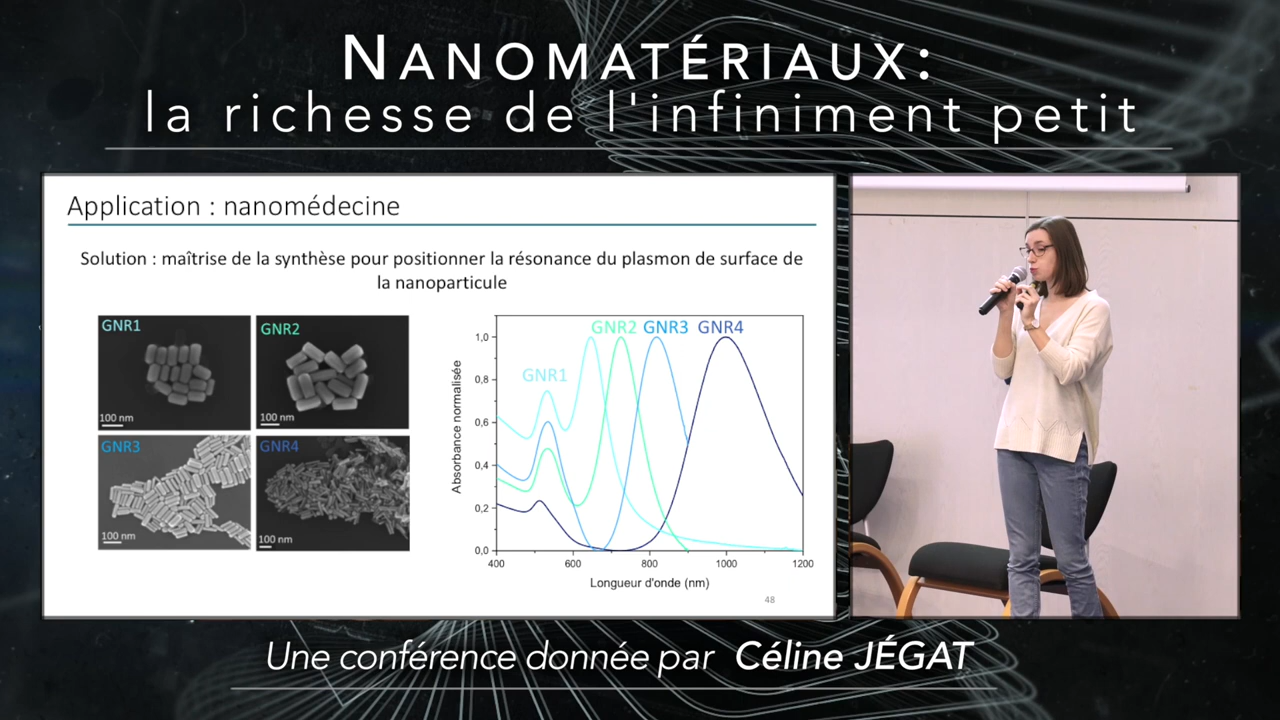 NANOMATÉRIAUX:
la richesse de l'infiniment petit
Application : nanomédecine
Solution : maîtrise de la synthèse pour positionner la résonance du plasmon de surface de
la nanoparticule
GNR1
100 nm
GNR2
100 nm
GNR3
100 nm
GNR4
100 nm
GNR1
GNR2
GNR3
GNR4
Absorbance normalisée
1,0
0,8
0,6
0,4
0,2
0,0
400
600
800
1000
1200
Longueur d'onde (nm)
48
Une conférence donnée par Céline JÉGAT